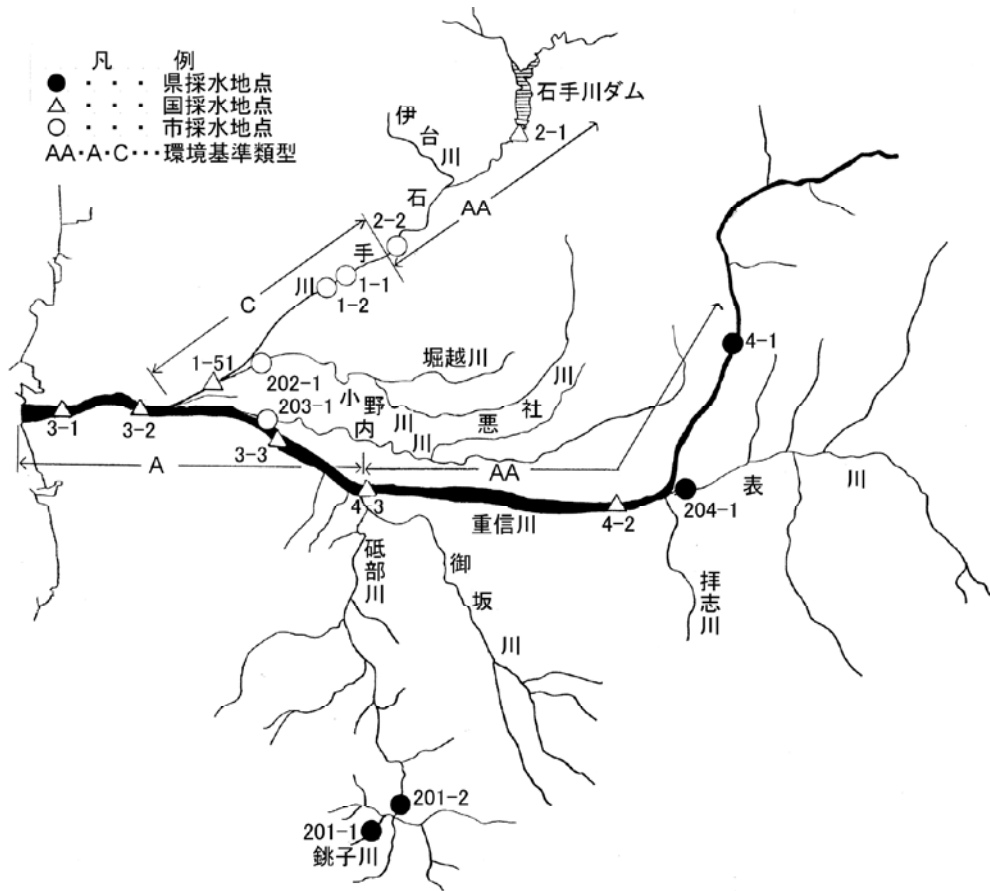 凡 例
● ・ ・ ・ 県採水地点
△ ・ ・ ・ 国採水地点
○ ・ ・ ・ 市採水地点
AA・A・C・・・環境基準類型
石手川ダム
2-1
伊台川
AA
石手川
2-2
1-1
1-2
C
1-51
202-1
堀越川
小野川
悪社川
内川
203-1
4-1
3-1
3-2
3-3
A
AA
4-3
重信川
4-2
204-1
表川
拝志川
砥部川
御坂川
201-2
201-1
銚子川